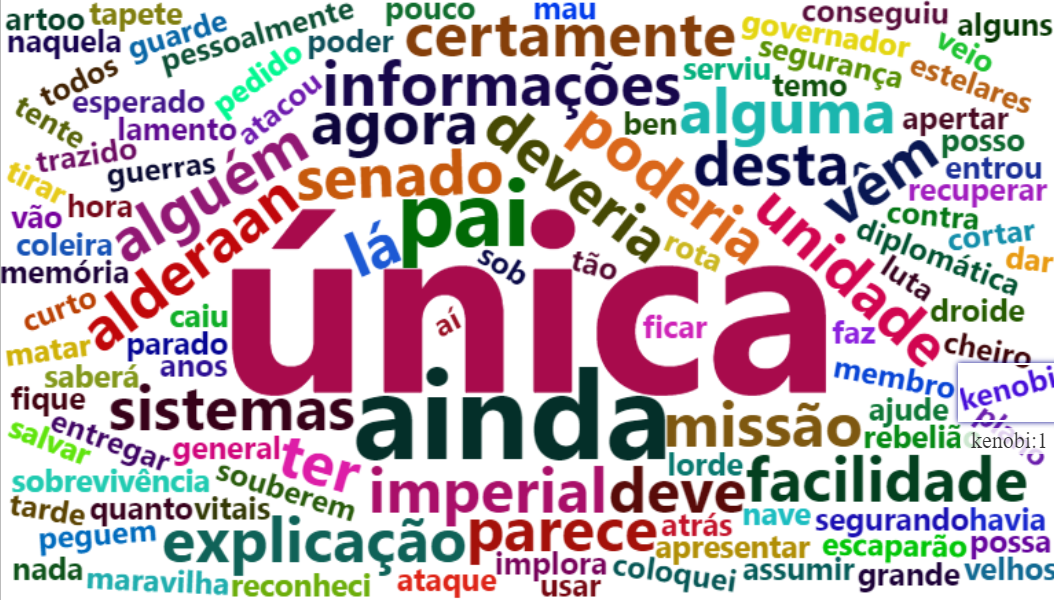 artoo tapete guarde pessoalmente pouco mau conseguiu alguns
naquela poder certamente governador veio
todos pedido informações serviu segurança estelares
tente esperado atacou agora ben alguma temo apertar
lamento deveria poderia posso
trazido guerras alguém senado desta vêm entrou
tirar hora pai unidade recuperar
vão alderaan lá contra cortar
coleira sob tão rota diplomática dar
memória única luta
curto caiu aí ficar faz droide
matar parado cheiro
saberá anos membro kenobi
fique sistemas ainda missão ajude
salvar entregar general ter rebeliã kenobi:1
sobrevivência souberem imperial deve lorde facilidade
tarde quanto vitais parece atrás nave segurando havia
peguem explicação apresentar escaparão possa
nada maravilha reconheci ataque implora usar coloquei assumir grande velhos